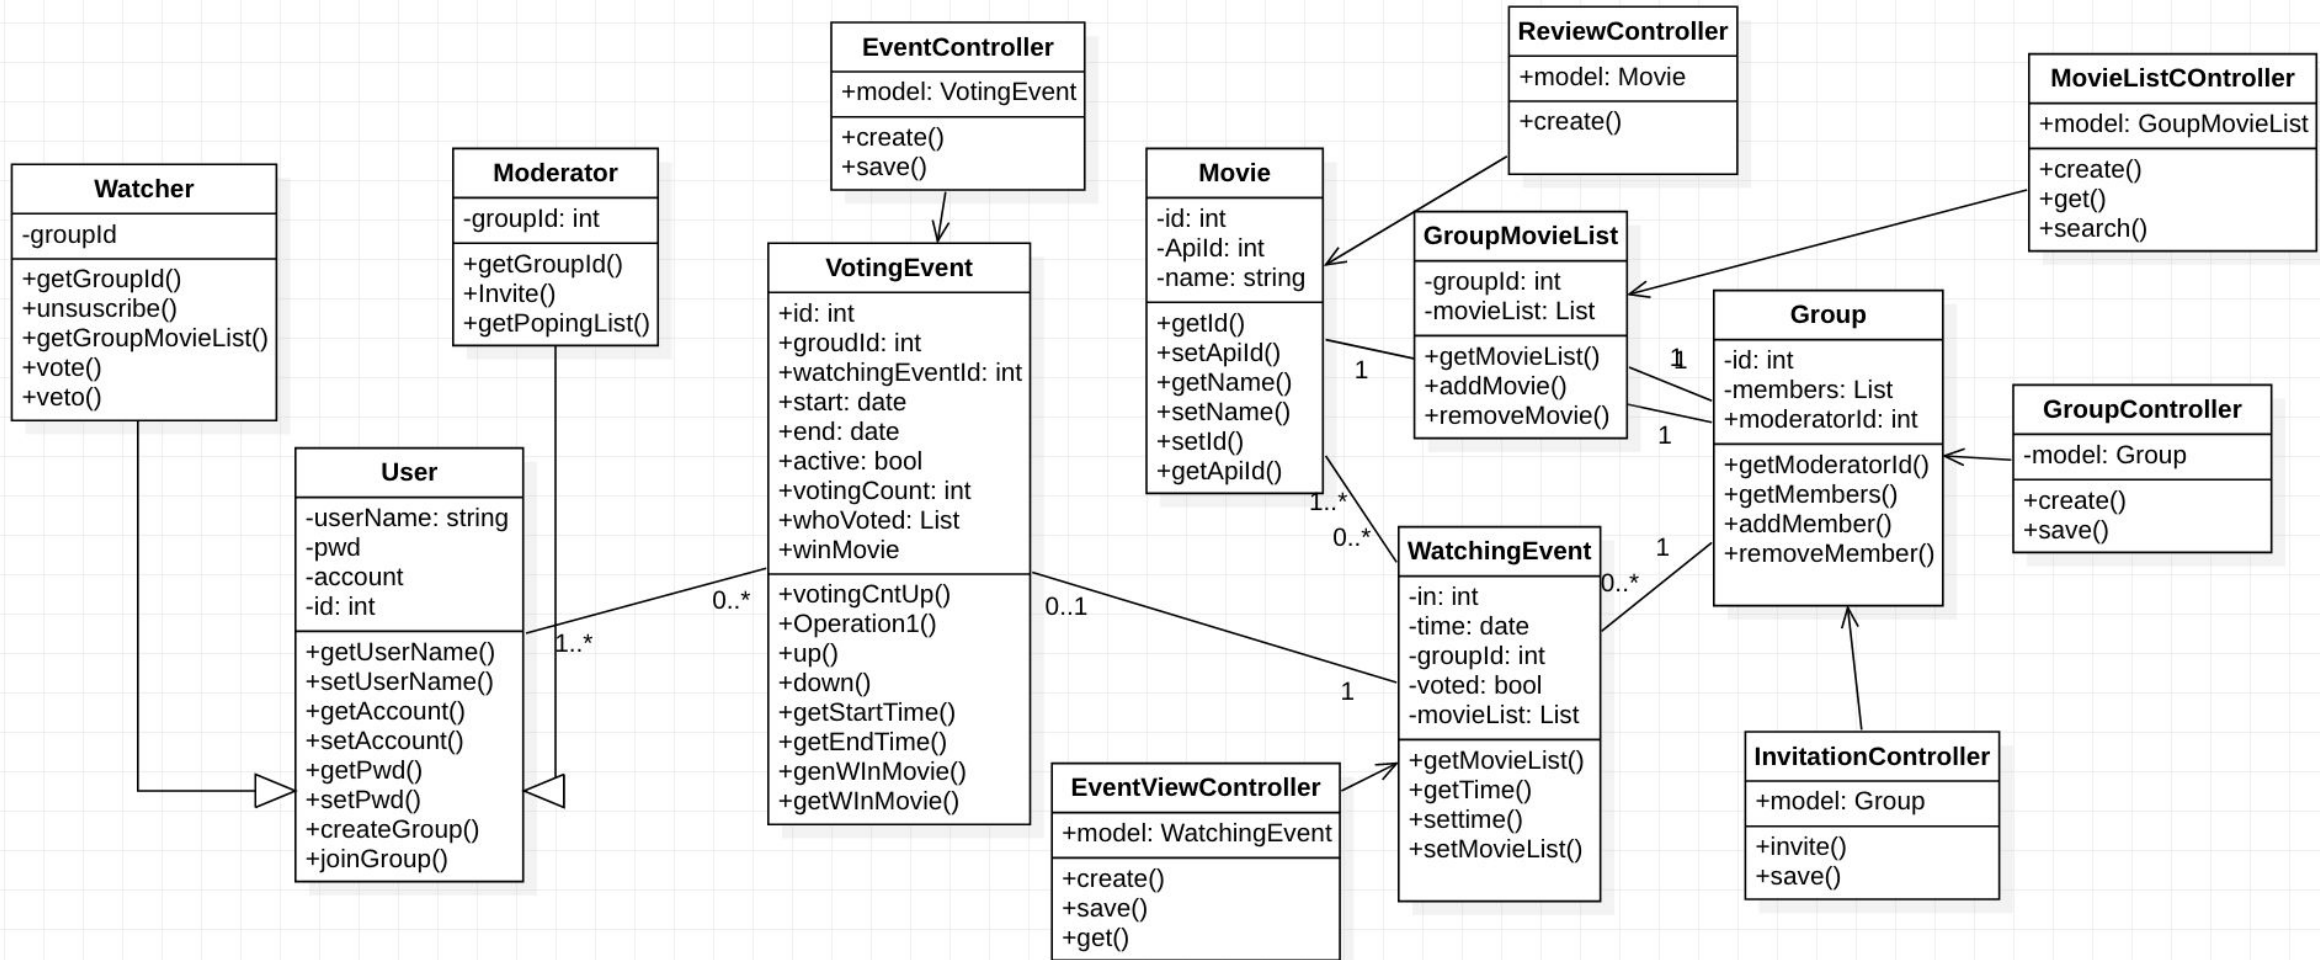 EventController
+model: VotingEvent
+create()
+save()
ReviewController
+model: Movie
+create()
MovieListCOntroller
+model: GoupMovieList
+create()
+get()
+search()
Watcher
-groupId
+getGroupId()
+unsuscribe()
+getGroupMovieList()
+vote()
+veto()
Moderator
-groupId: int
+getGroupId()
+Invite()
+getPopingList()
VotingEvent
+id: int
+groudId: int
+watchingEventId: int
+start: date
+end: date
+active: bool
+votingCount: int
+whoVoted: List
+winMovie
+votingCntUp()
+Operation1()
+up()
+down()
+getStartTime()
+getEndTime()
+genWInMovie()
+getWInMovie()
Movie
-id: int
-ApiId: int
-name: string
+getId()
+setApiId()
+getName()
+setName()
+setId()
+getApiId()
GroupMovieList
-groupId: int
-movieList: List
+getMovieList()
+addMovie()
+removeMovie()
Group
-id: int
-members: List
+moderatorId: int
+getModeratorId()
+getMembers()
+addMember()
+removeMember()
GroupController
-model: Group
+create()
+save()
User
-userName: string
-pwd
-account
-id: int
+getUserName()
+setUserName()
+getAccount()
+setAccount()
+getPwd()
+setPwd()
+createGroup()
+joinGroup()
WatchingEvent
-in: int
-time: date
-groupId: int
-voted: bool
-movieList: List
+getMovieList()
+getTime()
+settime()
+setMovieList()
EventViewController
+model: WatchingEvent
+create()
+save()
+get()
InvitationController
+model: Group
+invite()
+save()
1
1
1
1
1..*
0..*
1
0..*
0..*
1..*
0..1
1